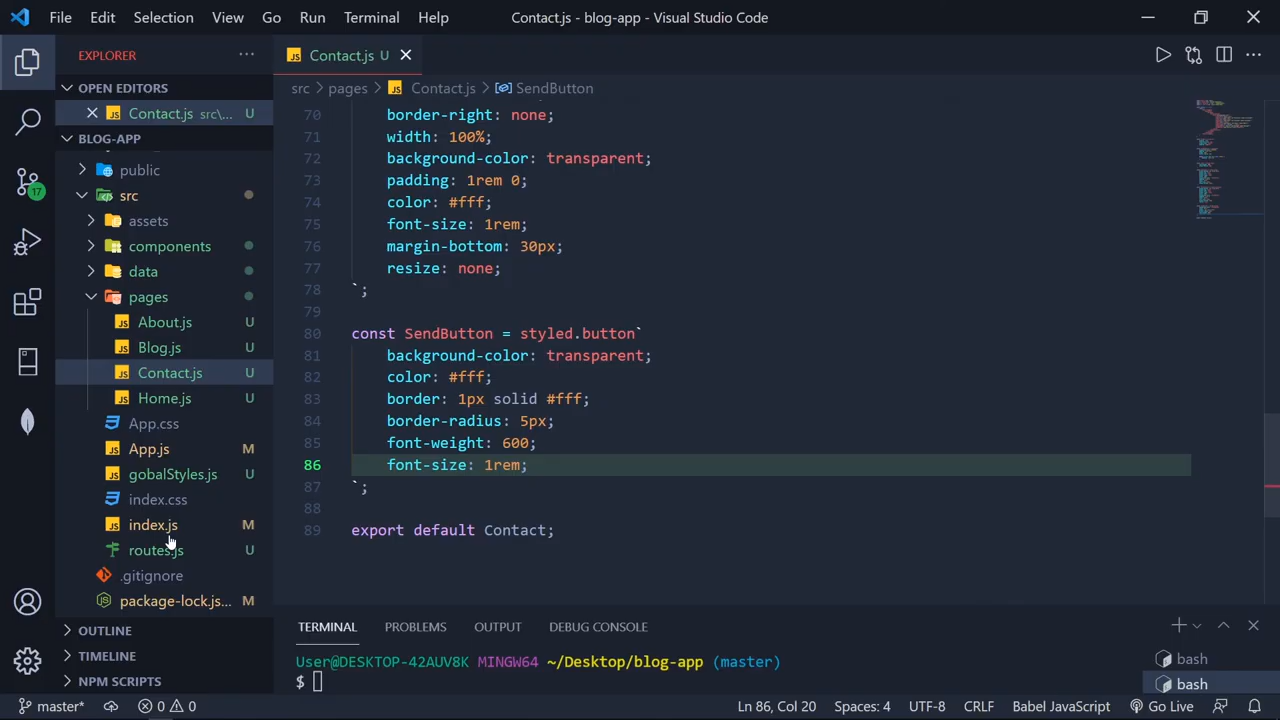 File Edit Selection View Go Run Terminal Help Contact.js - blog-app - Visual Studio Code
EXPLORER
Contact.js U
OPEN EDITORS
src > pages > Contact.js > SendButton
Contact.js src\... U
BLOG-APP
public
src
assets
components
data
pages
About.js U
Blog.js U
Contact.js U
Home.js U
App.css
App.js M
gobalStyles.js U
index.css
index.js M
routes.js U
.gitignore
package-lock.js... M
OUTLINE
TIMELINE
NPM SCRIPTS
17
70 border-right: none;
71 width: 100%;
72 background-color: transparent;
73 padding: 1rem 0;
74 color: #fff;
75 font-size: 1rem;
76 margin-bottom: 30px;
77 resize: none;
78 `;
79
80 const SendButton = styled.button`
81 background-color: transparent;
82 color: #fff;
83 border: 1px solid #fff;
84 border-radius: 5px;
85 font-weight: 600;
86 font-size: 1rem;
87 `;
88
89 export default Contact;
TERMINAL PROBLEMS OUTPUT DEBUG CONSOLE
User@DESKTOP-42AUV8K MINGW64 ~/Desktop/blog-app (master)
$
bash
bash
master* 0 0 Ln 86, Col 20 Spaces: 4 UTF-8 CRLF Babel JavaScript Go Live